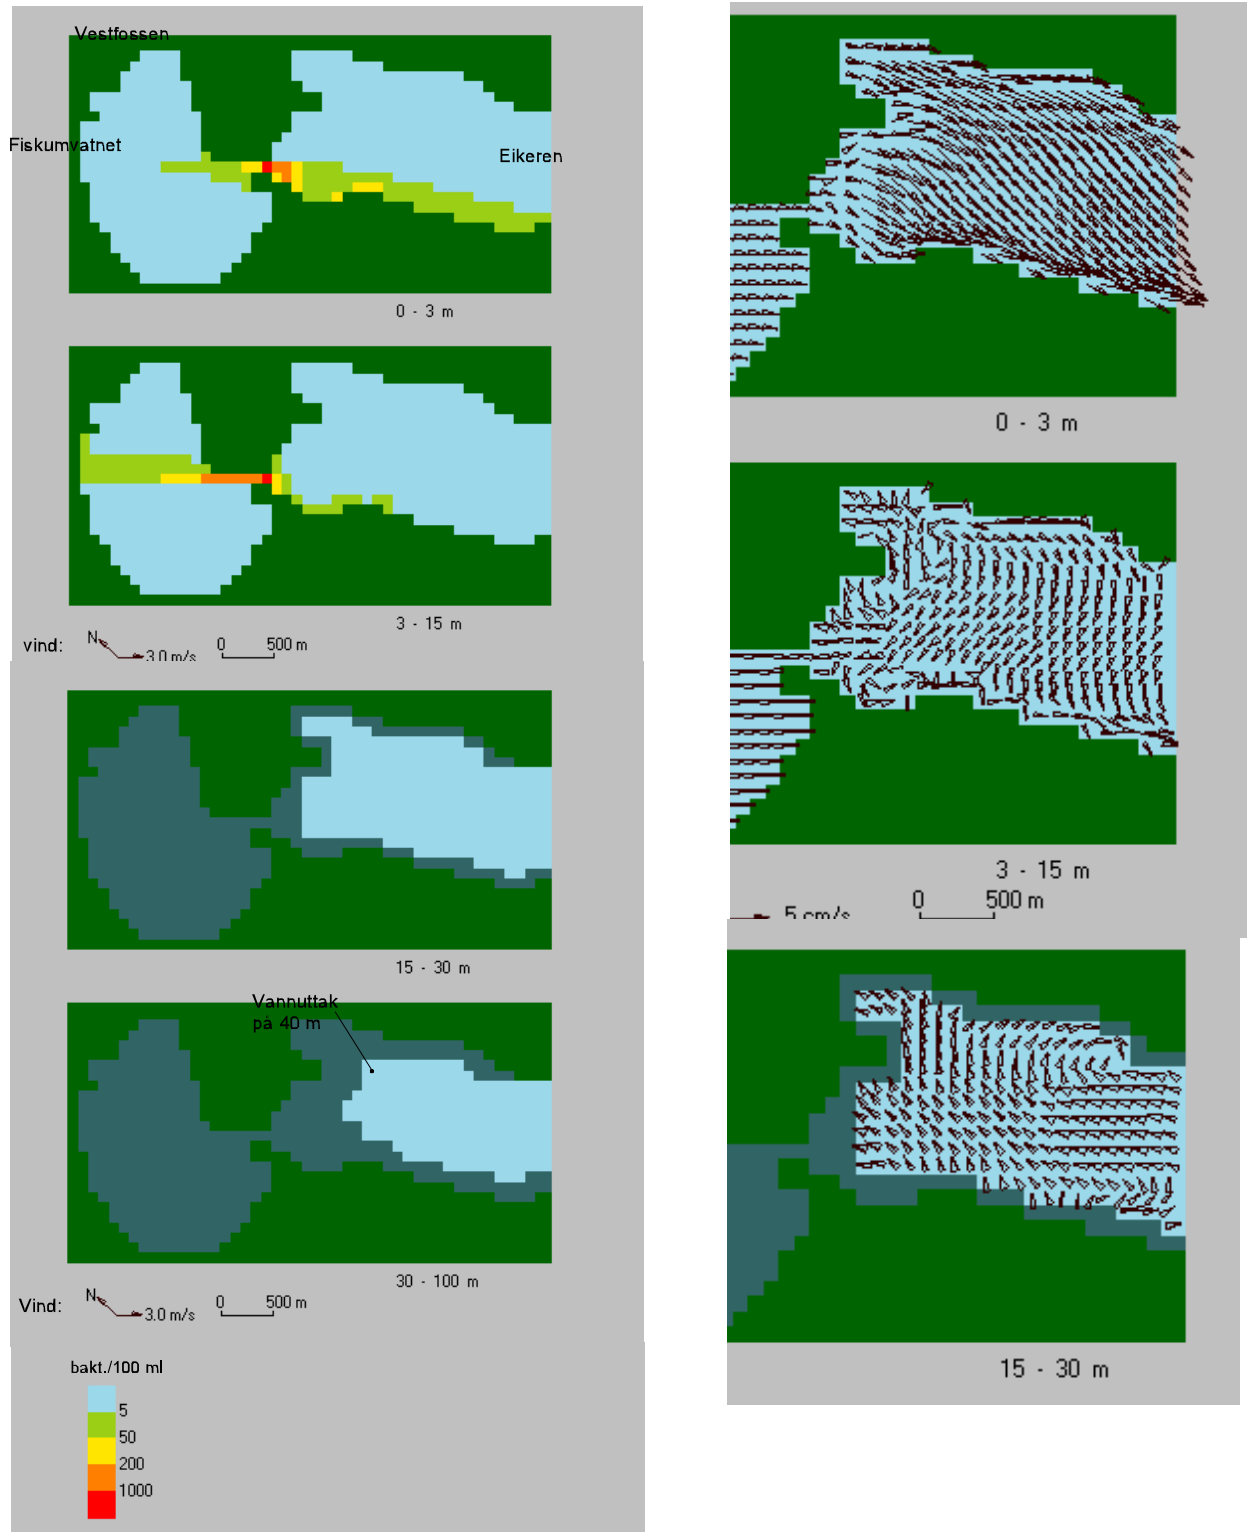 Vestfossen
Fiskumvatnet
Eikeren
0 - 3 m
3 - 15 m
vind:
N
3.0 m/s
0
500 m
15 - 30 m
Vannuttak
på 40 m
30 - 100 m
Vind:
N
3.0 m/s
0
500 m
bakt./100 ml
5
50
200
1000
0 - 3 m
3 - 15 m
5 cm/s
0
500 m
15 - 30 m